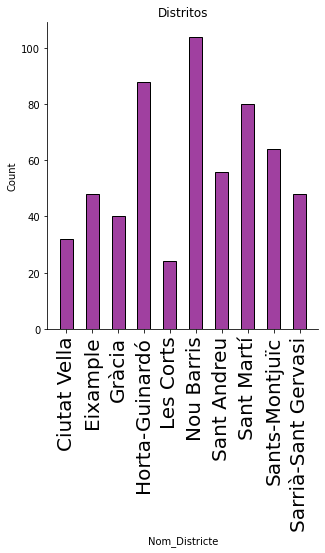 Distritos
100
80
60
40
20
0
Count
Ciutat Vella
Eixample
Gràcia
Horta-Guinardó
Les Corts
Nou Barris
Sant Andreu
Sant Martí
Sants-Montjuïc
Sarrià-Sant Gervasi
Nom_Districte